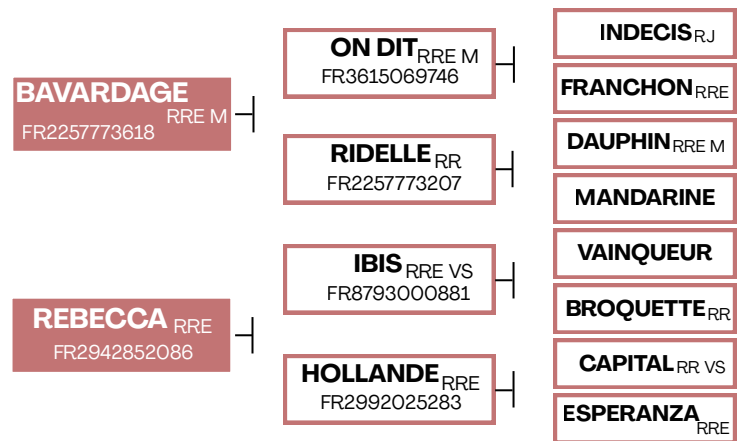 BAVARDAGE
RRE M
FR2257773618
REBECCA RRE
FR2942852086
ON DIT RRE M
FR3615069746
RIDELLE RR
FR2257773207
IBIS RRE VS
FR8793000881
HOLLANDE RRE
FR2992025283
INDECIS RJ
FRANCHON RRE
DAUPHIN RRE M
MANDARINE
VAINQUEUR
BROQUETTE RR
CAPITAL RR VS
ESPERANZA
RRE